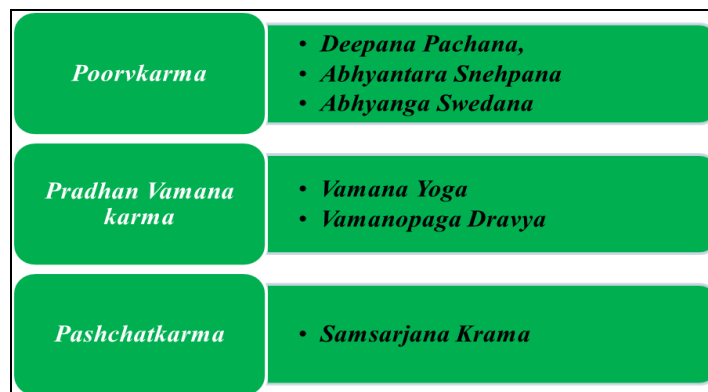 Poorvkarma
• Deepana Pachana,
• Abhyantara Snehpana
• Abhyanga Swedana
Pradhan Vamana
karma
• Vamana Yoga
• Vamanopaga Dravya
Pashchatkarma
• Samsarjana Krama